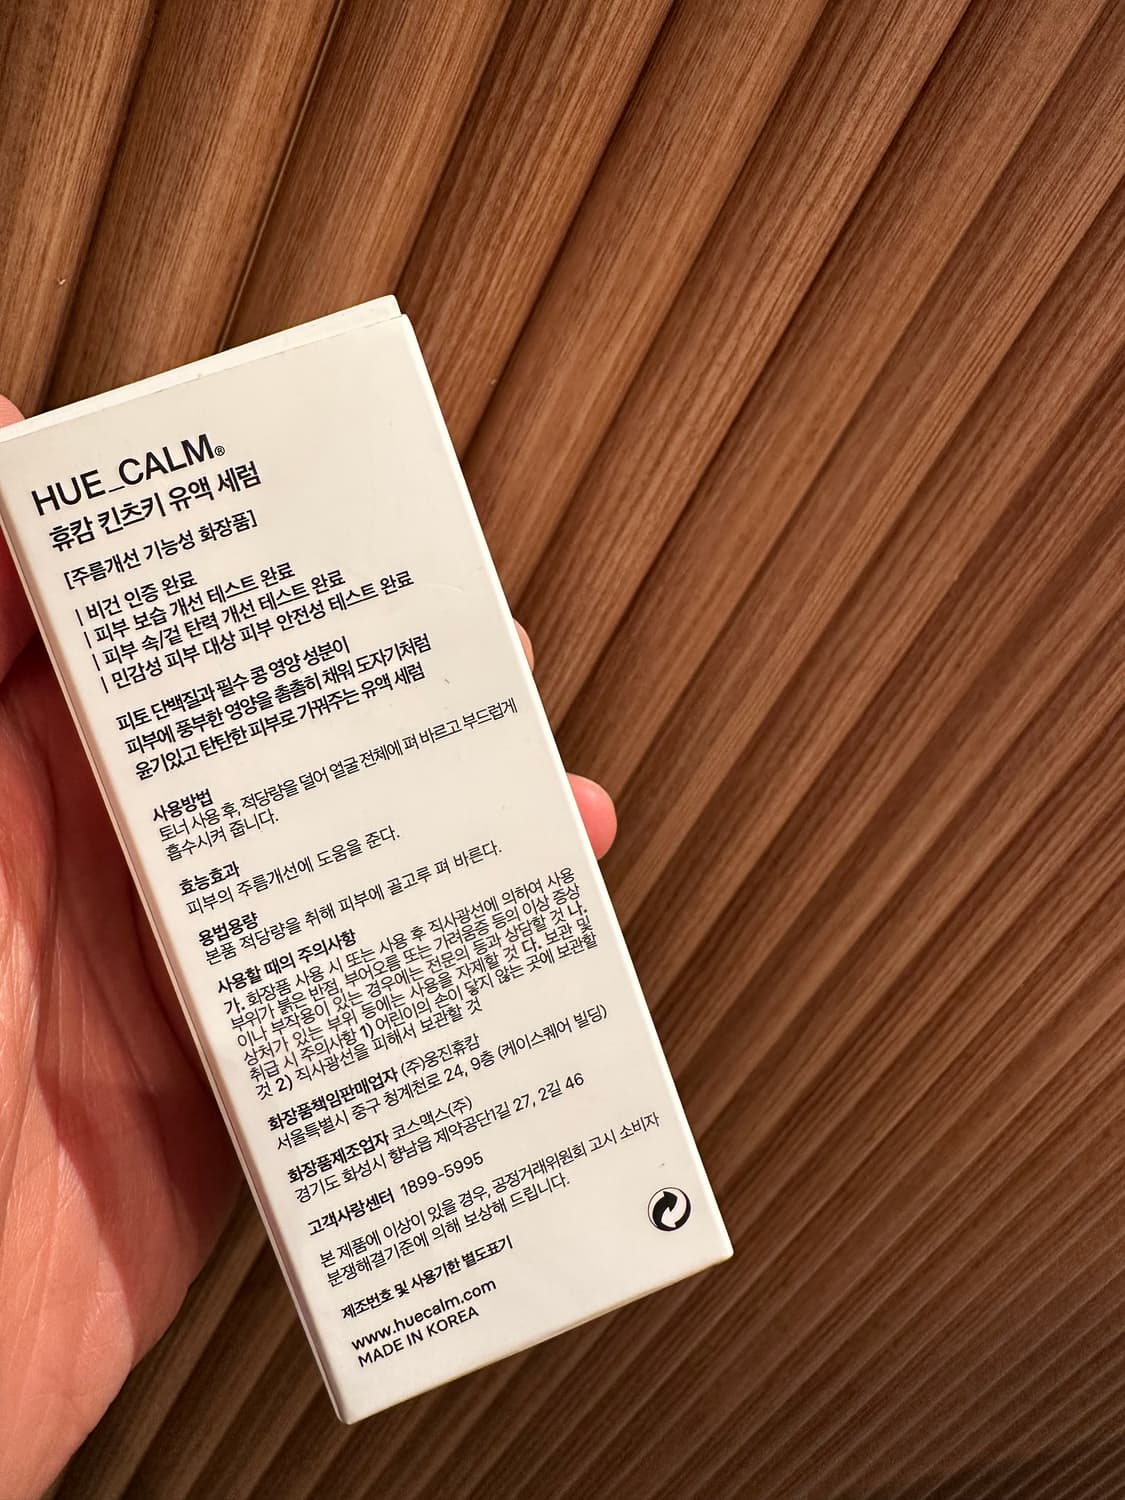 HUE_CALM®
휴캄 킨츠키 유액 세럼
[주름개선 기능성 화장품]
| 비건 인증 완료
| 피부 보습 개선 테스트 완료
| 피부 속/겉 탄력 개선 테스트 완료
| 민감성 피부 대상 피부 안전성 테스트 완료
피토 단백질과 필수 콩 영양 성분이
피부에 풍부한 영양을 촘촘히 채워 도자기처럼
윤기있고 탄탄한 피부로 가꿔주는 유액 세럼
사용방법
토너 사용 후, 적당량을 덜어 얼굴 전체에 펴 바르고 부드럽게
흡수시켜 줍니다.
효능효과
피부의 주름개선에 도움을 준다.
용법용량
본품 적당량을 취해 피부에 골고루 펴 바른다.
사용할 때의 주의사항
가. 화장품 사용 시 또는 사용 후 직사광선에 의하여 사용
부위가 붉은 반점, 부어오름 또는 가려움증 등의 이상 증상
이나 부작용이 있는 경우에는 전문의 등과 상담할 것 나.
상처가 있는 부위 등에는 사용을 자제할 것 다. 보관 및
취급 시 주의사항 1) 어린이의 손이 닿지 않는 곳에 보관할
것 2) 직사광선을 피해서 보관할 것
화장품책임판매업자 (주)웅진휴캄
서울특별시 중구 청계천로 24, 9층 (케이스퀘어 빌딩)
화장품제조업자 코스맥스(주)
경기도 화성시 향남읍 제약공단1길 27, 2길 46
고객사랑센터 1899-5995
본 제품에 이상이 있을 경우, 공정거래위원회 고시 소비자
분쟁해결기준에 의해 보상해 드립니다.
제조번호 및 사용기한 별도표기
www.huecalm.com
MADE IN KOREA